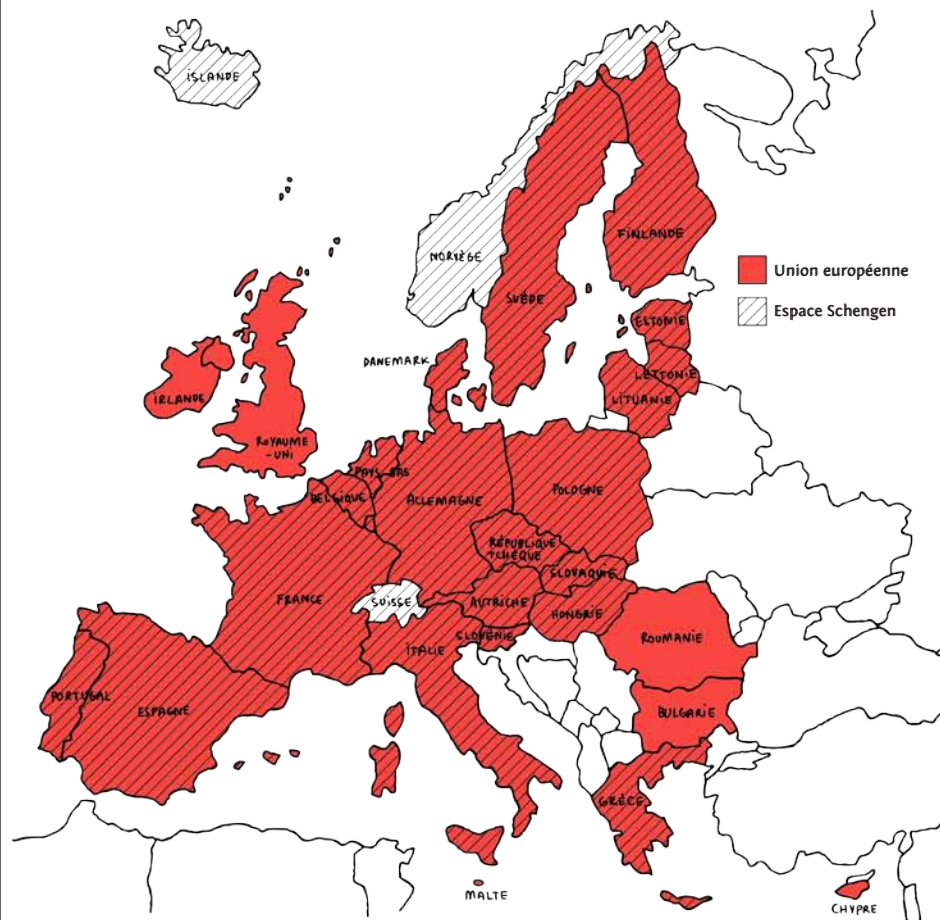 ISLANDE
NORVÈGE
FINLANDE
Union européenne
SUÈDE
Espace Schengen
ESTONIE
DANEMARK
LETTONIE
IRLANDE
LITUANIE
ROYAUME
-UNI
PAYS-BAS
BELGIQUE
ALLEMAGNE
POLOGNE
RÉPUBLIQUE
TCHÈQUE
SLOVAQUIE
FRANCE
SUISSE
AUTRICHE
HONGRIE
SLOVÉNIE
ITALIE
ROUMANIE
PORTUGAL
ESPAGNE
BULGARIE
GRÈCE
MALTE
CHYPRE